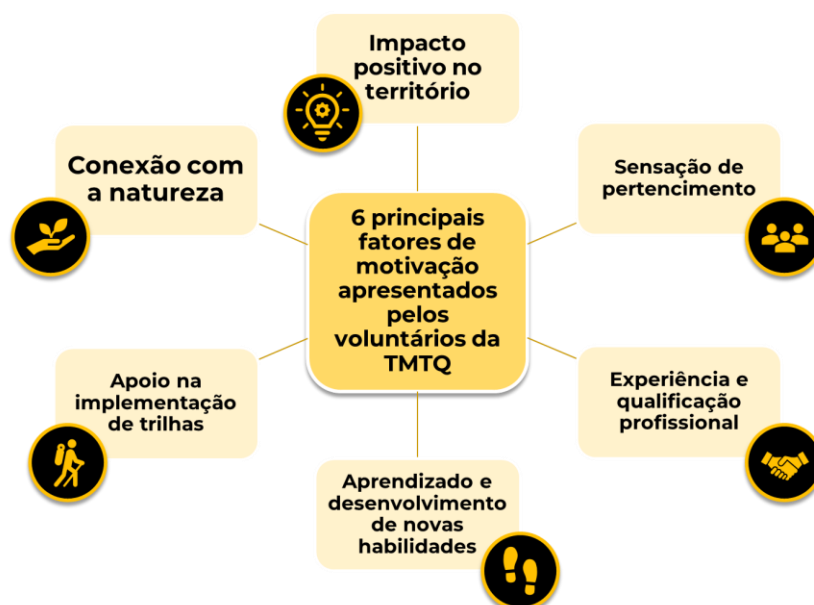 Impacto
positivo no
território
Conexão com
a natureza
Sensação de
pertencimento
6 principais
fatores de
motivação
apresentados
pelos
voluntários da
TMTQ
Apoio na
implementação
de trilhas
Experiência e
qualificação
profissional
Aprendizado e
desenvolvimento
de novas
habilidades